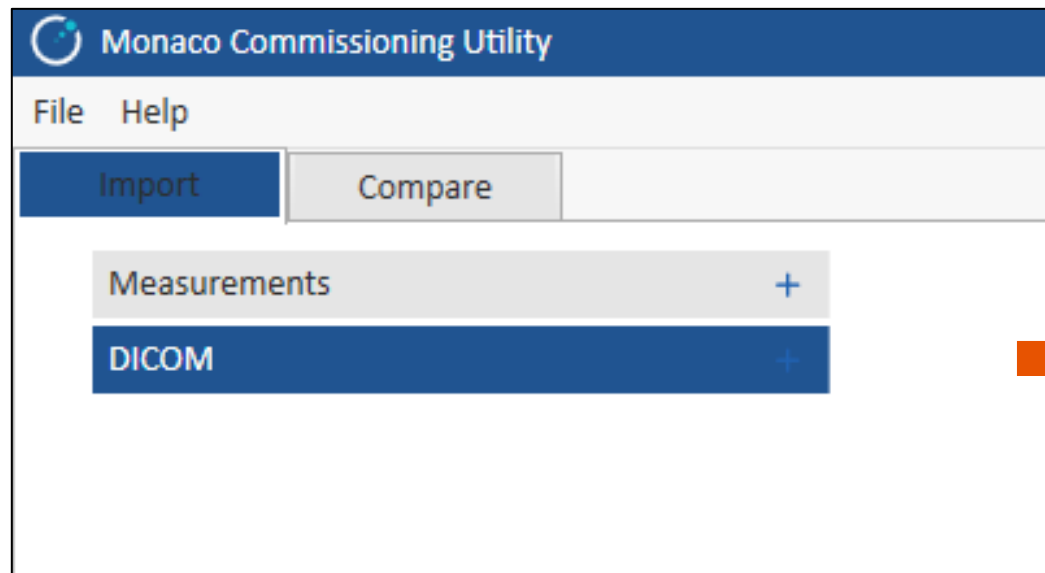 Monaco Commissioning Utility
File Help
Import Compare
Measurements +
DICOM +